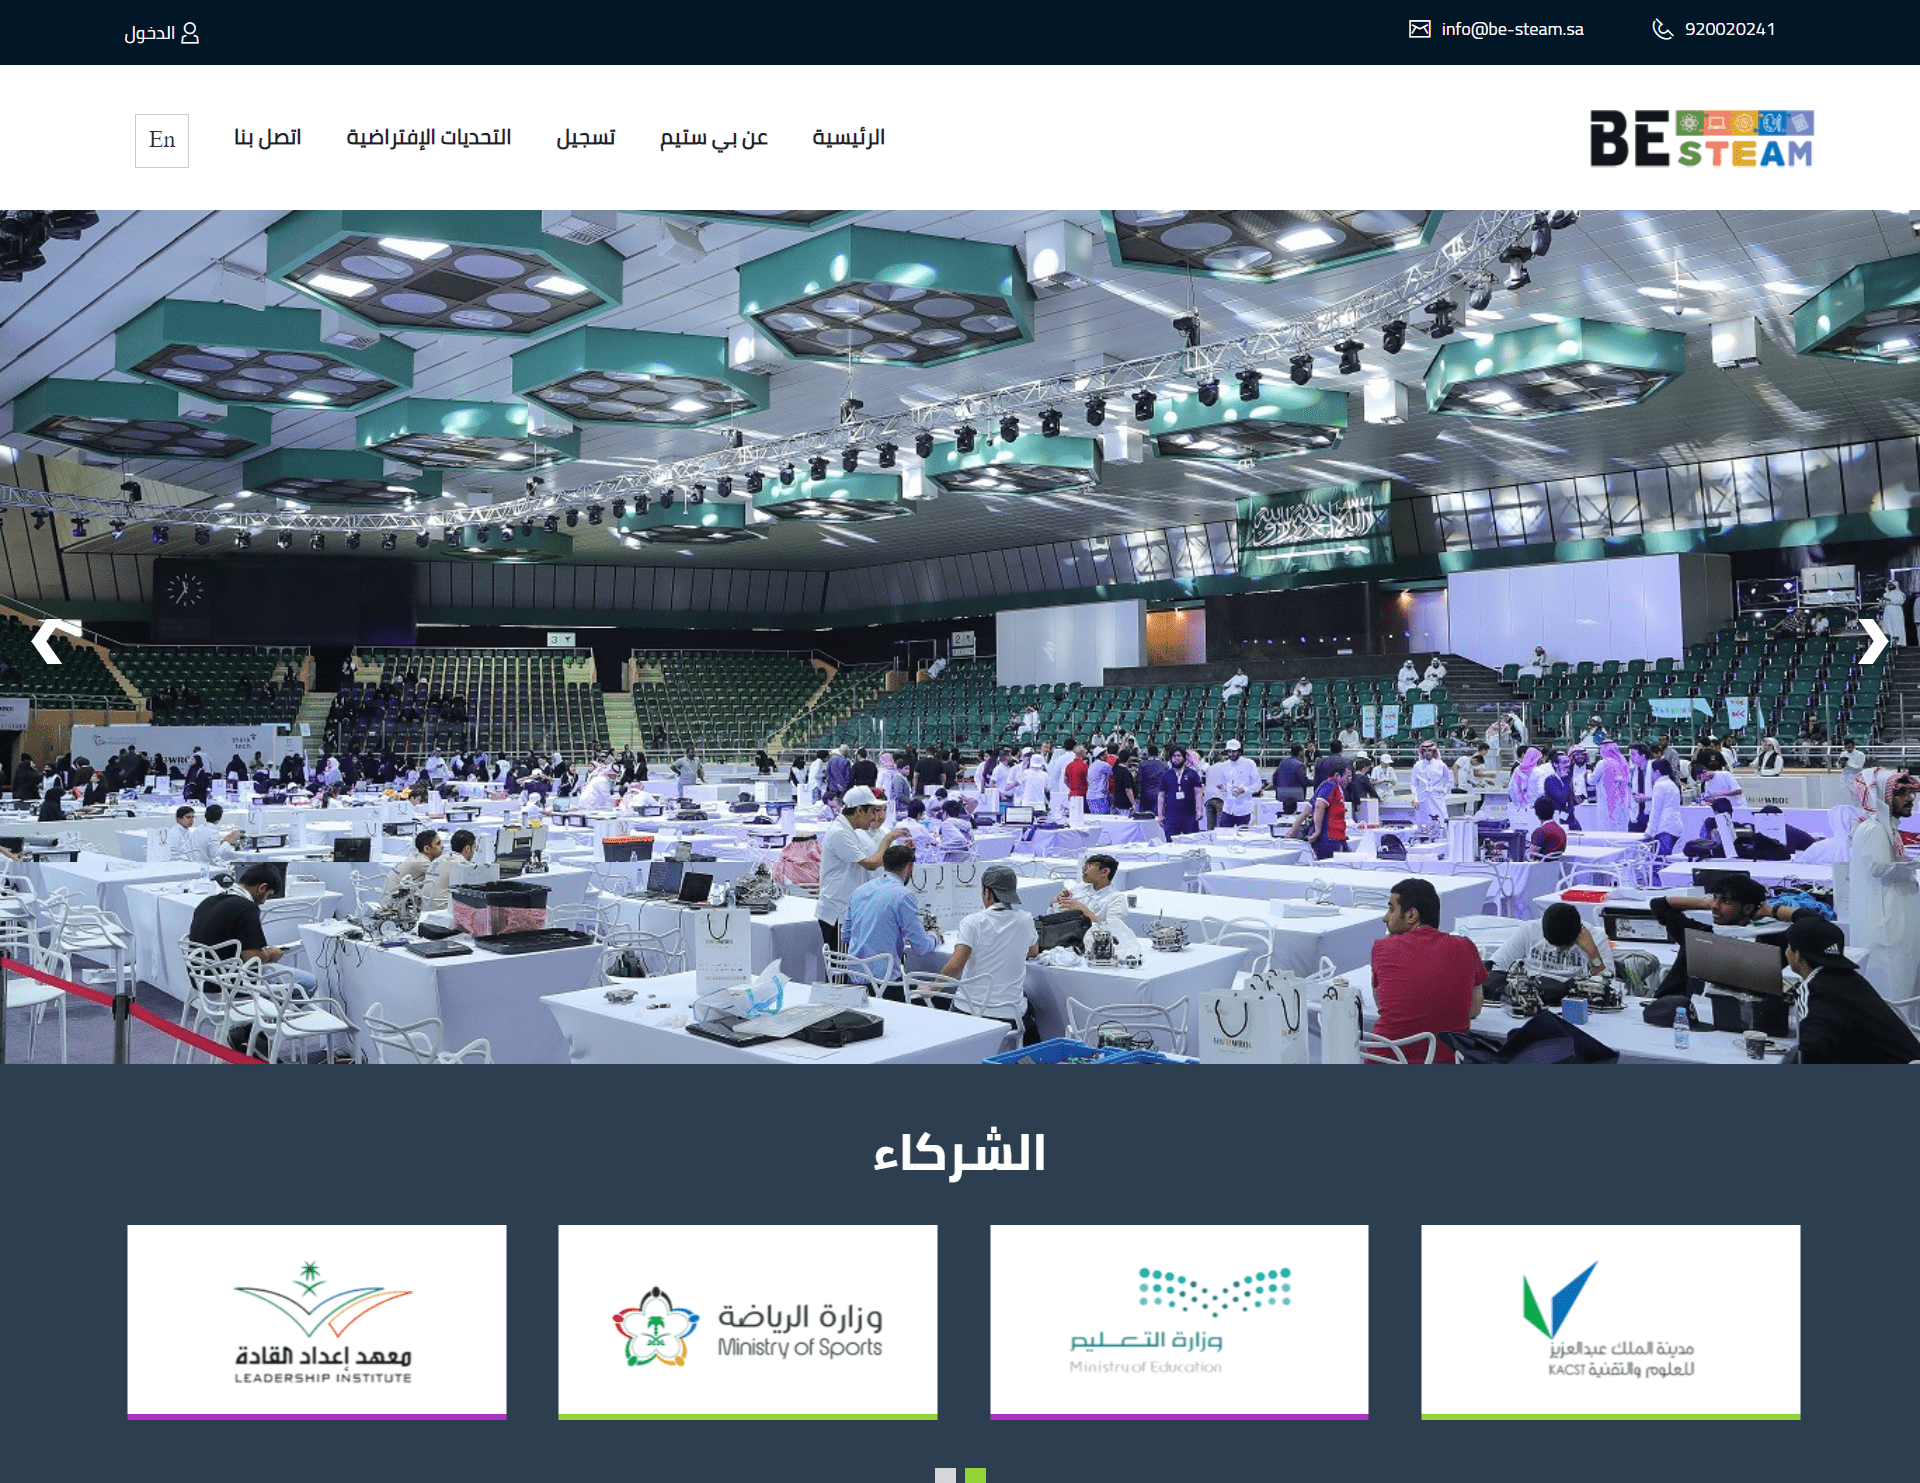 920020241
info@be-steam.sa
الدخول
BE STEAM
الرئيسية
عن بي ستيم
تسجيل
التحديات الإفتراضية
اتصل بنا
En
الشركاء
مدينة الملك عبدالعزيز
للعلوم والتقنية KACST
وزارة التعليم
Ministry of Education
وزارة الرياضة
Ministry of Sports
معهد إعداد القادة
LEADERSHIP INSTITUTE